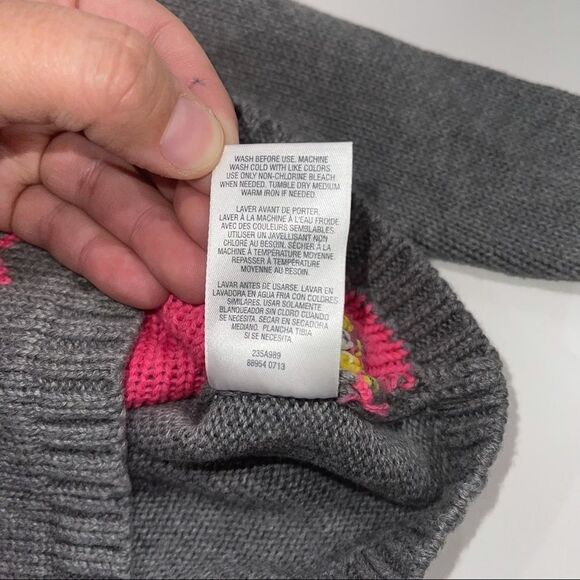 WASH BEFORE USE. MACHINE
WASH COLD WITH LIKE COLORS.
USE ONLY NON-CHLORINE BLEACH
WHEN NEEDED. TUMBLE DRY MEDIUM
WARM IRON IF NEEDED.
LAVER AVANT DE PORTER.
LAVER À LA MACHINE À L'EAU FROIDE
AVEC DES COULEURS SEMBLABLES.
UTILISER UN JAVELLISANT NON
CHLORÉ AU BESOIN. SÉCHER À LA
MACHINE À TEMPÉRATURE MOYENNE
REPASSER À TEMPÉRATURE
MOYENNE AU BESOIN.
LAVAR ANTES DE USARSE. LAVAR EN
LAVADORA EN AGUA FRIA CON COLORES
SIMILARES. USAR SOLAMENTE
BLANQUEADOR SIN CLORO CUANDO
SE NECESITA. SECAR EN SECADORA
MEDIANO. PLANCHA TIBIA
SI SE NECESITA.
23SA989
88954 0713